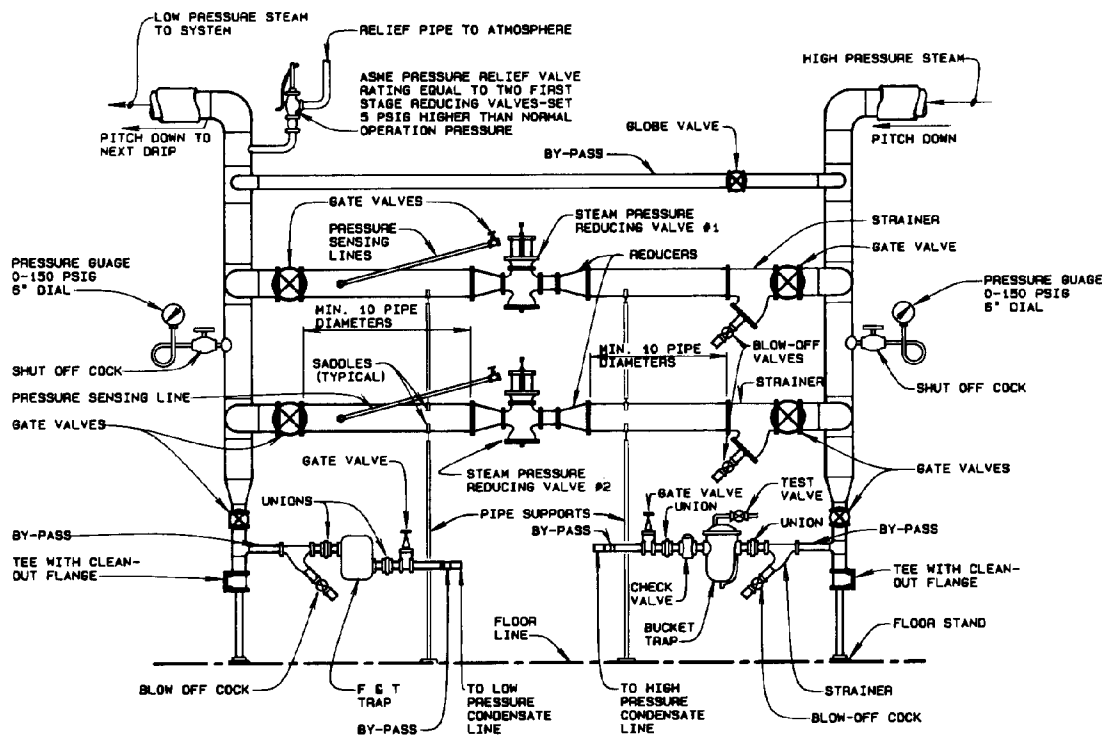 LOW PRESSURE STEAM
TO SYSTEM
RELIEF PIPE TO ATMOSPHERE
HIGH PRESSURE STEAM
ASME PRESSURE RELIEF VALVE
RATING EQUAL TO TWO FIRST
STAGE REDUCING VALVES-SET
5 PSIG HIGHER THAN NORMAL
OPERATION PRESSURE
PITCH DOWN TO
NEXT DRIP
GLOBE VALVE
PITCH DOWN
BY-PASS
GATE VALVES
STEAM PRESSURE
REDUCING VALVE #1
STRAINER
PRESSURE
SENSING
LINES
GATE VALVE
REDUCERS
PRESSURE GUAGE
0-150 PSIG
6" DIAL
PRESSURE GUAGE
0-150 PSIG
6" DIAL
MIN. 10 PIPE
DIAMETERS
BLOW-OFF
VALVES
MIN. 10 PIPE
DIAMETERS
SHUT OFF COCK
SADDLES
(TYPICAL)
STRAINER
SHUT OFF COCK
PRESSURE SENSING LINE
GATE VALVES
GATE VALVE
STEAM PRESSURE
REDUCING VALVE #2
GATE VALVES
GATE VALVE
UNION
TEST
VALVE
UNIONS
PIPE SUPPORTS
UNION
BY-PASS
BY-PASS
BY-PASS
TEE WITH CLEAN-
OUT FLANGE
CHECK
VALVE
TEE WITH CLEAN-
OUT FLANGE
BUCKET
TRAP
FLOOR
LINE
FLOOR STAND
BLOW OFF COCK
F & T
TRAP
TO LOW
PRESSURE
CONDENSATE
LINE
TO HIGH
PRESSURE
CONDENSATE
LINE
STRAINER
BY-PASS
BLOW-OFF COCK